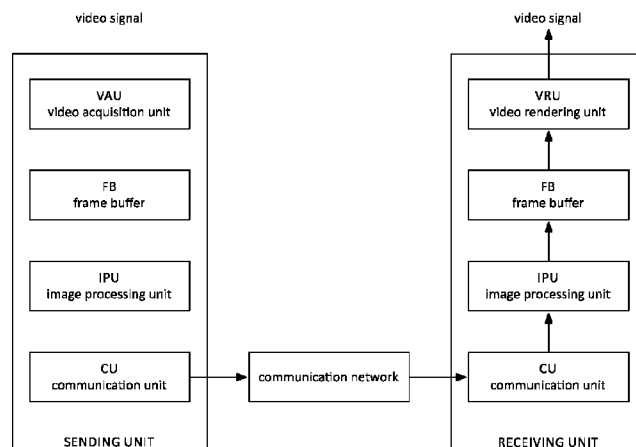 video signal
VAU
video acquisition unit
FB
frame buffer
IPU
image processing unit
CU
communication unit
SENDING UNIT
communication network
video signal
VRU
video rendering unit
FB
frame buffer
IPU
image processing unit
CU
communication unit
RECEIVING UNIT